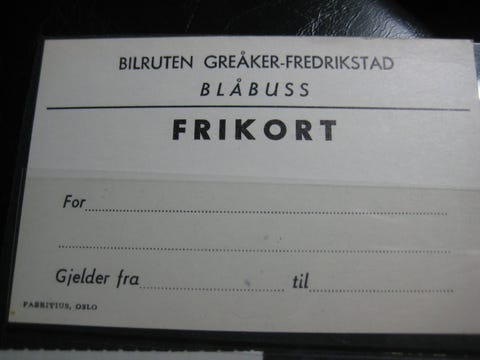 BILRUTEN GREÅKER-FREDRIKSTAD
BLÅBUSS
FRIKORT
For
Gjelder fra til
FABRITIUS, OSLO